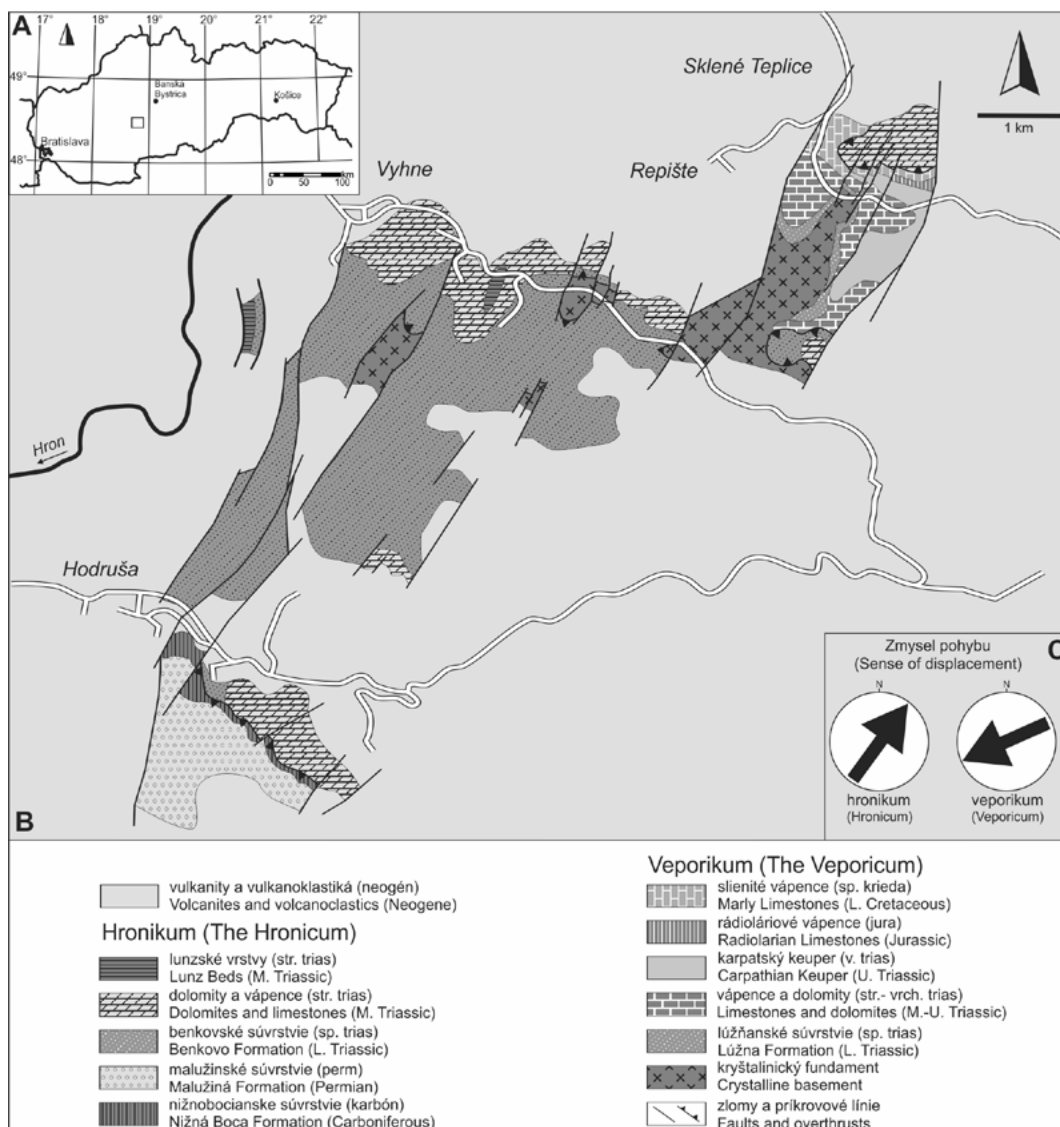 A
17°
18°
19°
20°
21°
22°
49°
48°
Banska
Bystrica
Košice
Bratislava
0
50
100
km
Sklené Teplice
1 km
Vyhne
Repište
Hron
Hodruša
B
C
Zmysel pohybu
(Sense of displacement)
N
N
hronikum
(Hronicum)
veporikum
(Veporicum)
vulkanity a vulkanoklastiká (neogén)
Volcanites and volcanoclastics (Neogene)
Hronikum (The Hronicum)
lunzské vrstvy (str. trias)
Lunz Beds (M. Triassic)
dolomity a vápence (str. trias)
Dolomites and limestones (M. Triassic)
benkovské súvrstvie (sp. trias)
Benkovo Formation (L. Triassic)
malužinské súvrstvie (perm)
Malužiná Formation (Permian)
nižnobocianske súvrstvie (karbón)
Nižná Boca Formation (Carboniferous)
Veporikum (The Veporicum)
slienité vápence (sp. krieda)
Marly Limestones (L. Cretaceous)
rádioláriové vápence (jura)
Radiolarian Limestones (Jurassic)
karpatský keuper (v. trias)
Carpathian Keuper (U. Triassic)
vápence a dolomity (str.- vrch. trias)
Limestones and dolomites (M.-U. Triassic)
lúžňanské súvrstvie (sp. trias)
Lúžna Formation (L. Triassic)
kryštalinický fundament
Crystalline basement
zlomy a príkrovové línie
Faults and overthrusts